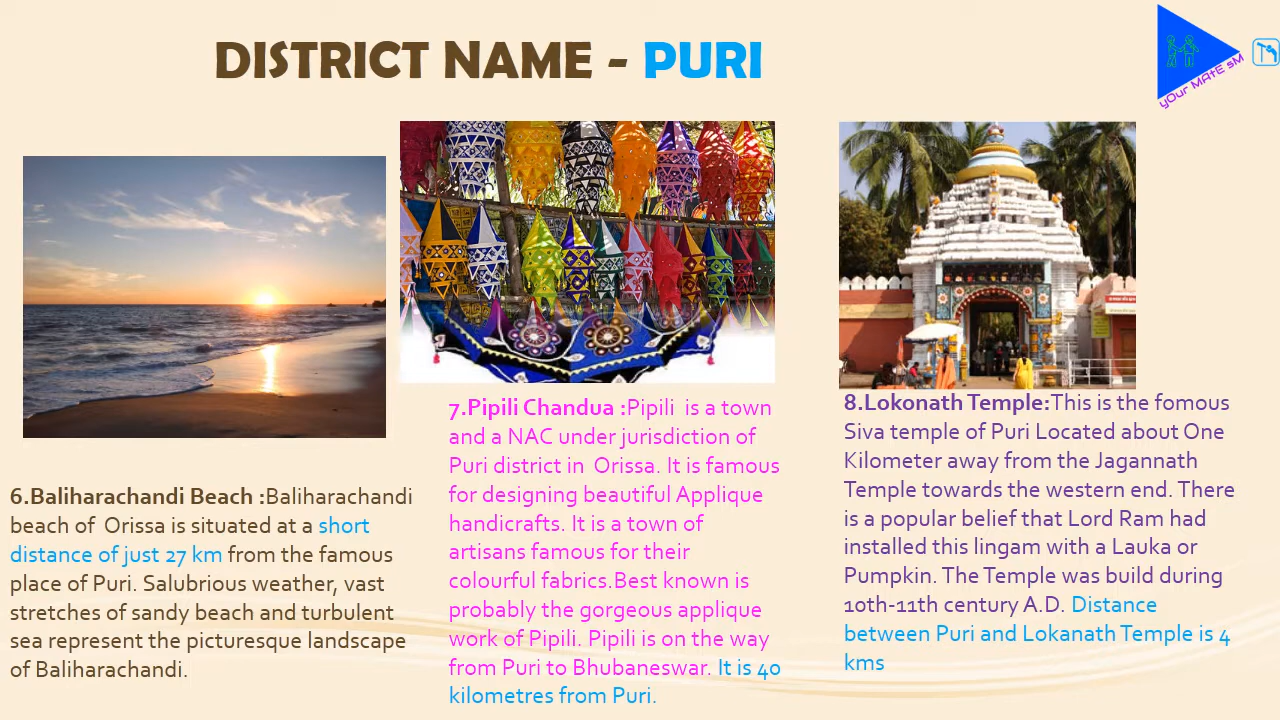 DISTRICT NAME - PURI
yOur MAtE sM
6.Baliharachandi Beach :Baliharachandi
beach of Orissa is situated at a short
distance of just 27 km from the famous
place of Puri. Salubrious weather, vast
stretches of sandy beach and turbulent
sea represent the picturesque landscape
of Baliharachandi.
7.Pipili Chandua :Pipili is a town
and a NAC under jurisdiction of
Puri district in Orissa. It is famous
for designing beautiful Applique
handicrafts. It is a town of
artisans famous for their
colourful fabrics.Best known is
probably the gorgeous applique
work of Pipili. Pipili is on the way
from Puri to Bhubaneswar. It is 40
kilometres from Puri.
8.Lokonath Temple:This is the fomous
Siva temple of Puri Located about One
Kilometer away from the Jagannath
Temple towards the western end. There
is a popular belief that Lord Ram had
installed this lingam with a Lauka or
Pumpkin. The Temple was build during
10th-11th century A.D. Distance
between Puri and Lokanath Temple is 4
kms